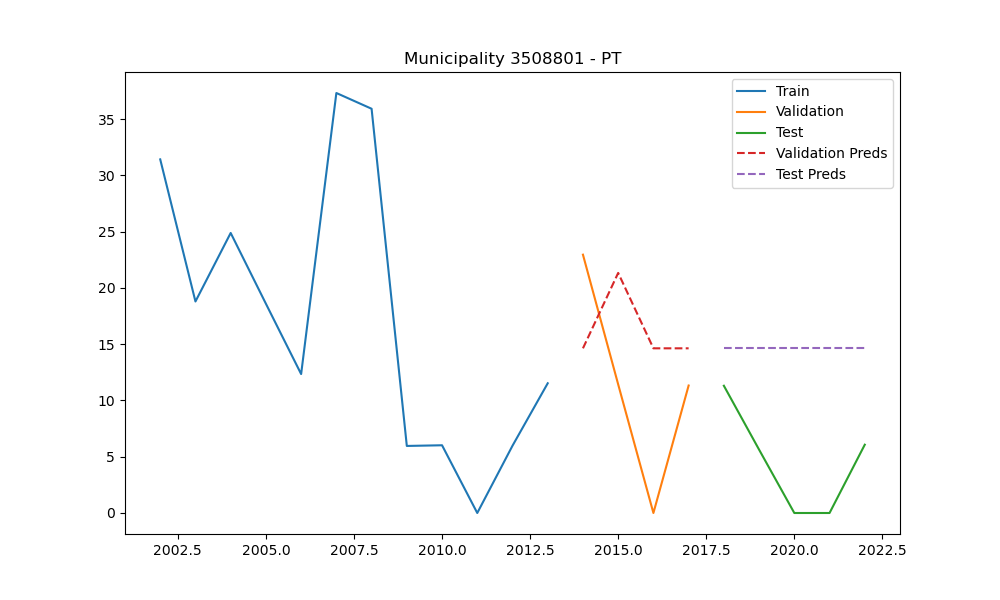 Municipality 3508801 - PT
Train
Validation
Test
Validation Preds
Test Preds
35
30
25
20
15
10
5
0
2002.5 2005.0 2007.5 2010.0 2012.5 2015.0 2017.5 2020.0 2022.5